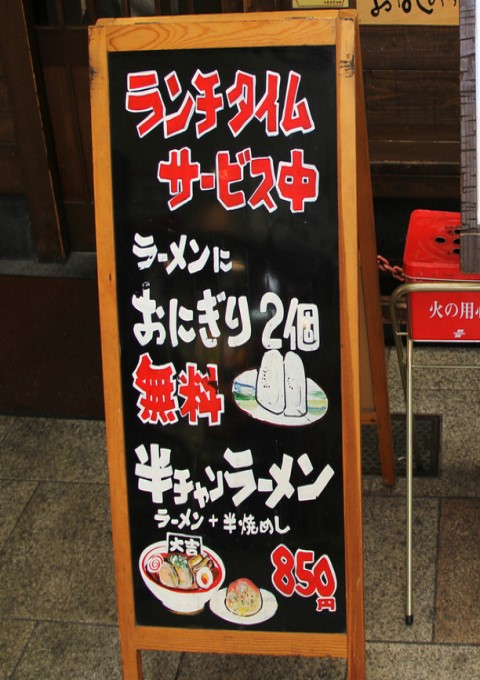 ランチタイム
サービス中
ラーメンに
おにぎり2個
無料
半チャンラーメン
ラーメン+半焼めし
大吉
850円
火の用